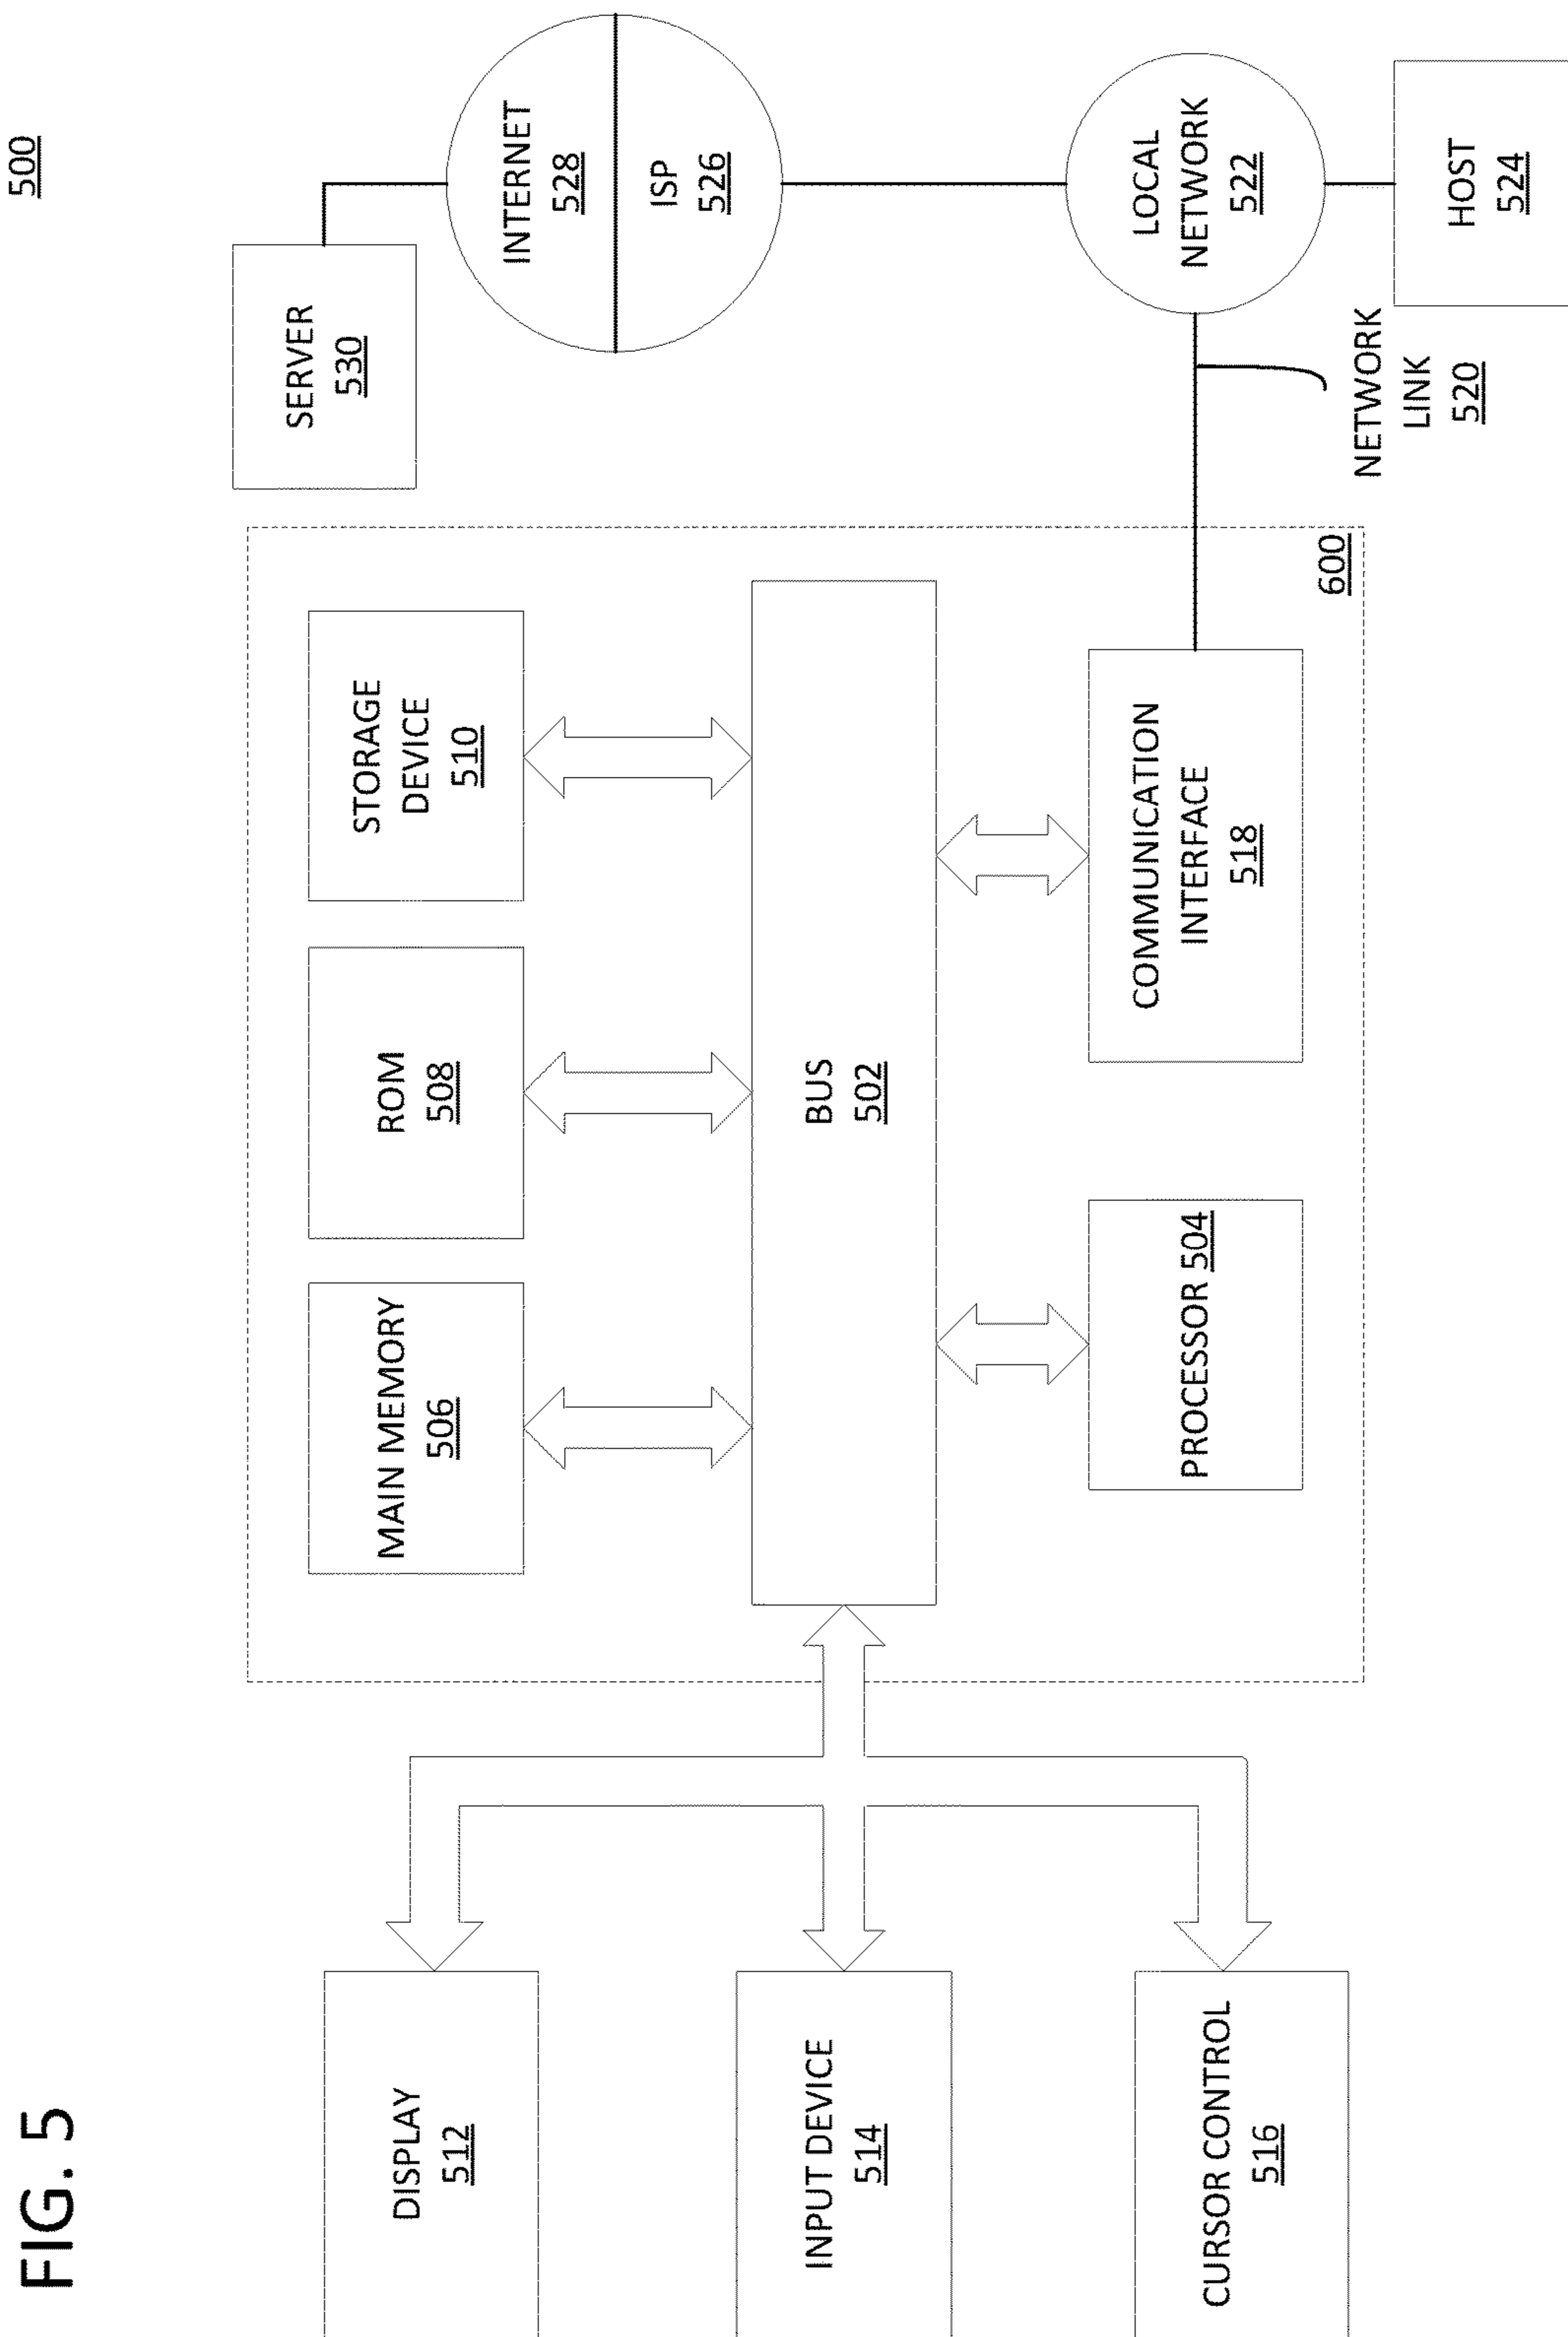 FIG. 5
500
DISPLAY
512
INPUT DEVICE
514
CURSOR CONTROL
516
MAIN MEMORY
506
ROM
508
STORAGE
DEVICE
510
BUS
502
PROCESSOR 504
COMMUNICATION
INTERFACE
518
600
SERVER
530
INTERNET
528
ISP
526
LOCAL
NETWORK
522
NETWORK
LINK
520
HOST
524